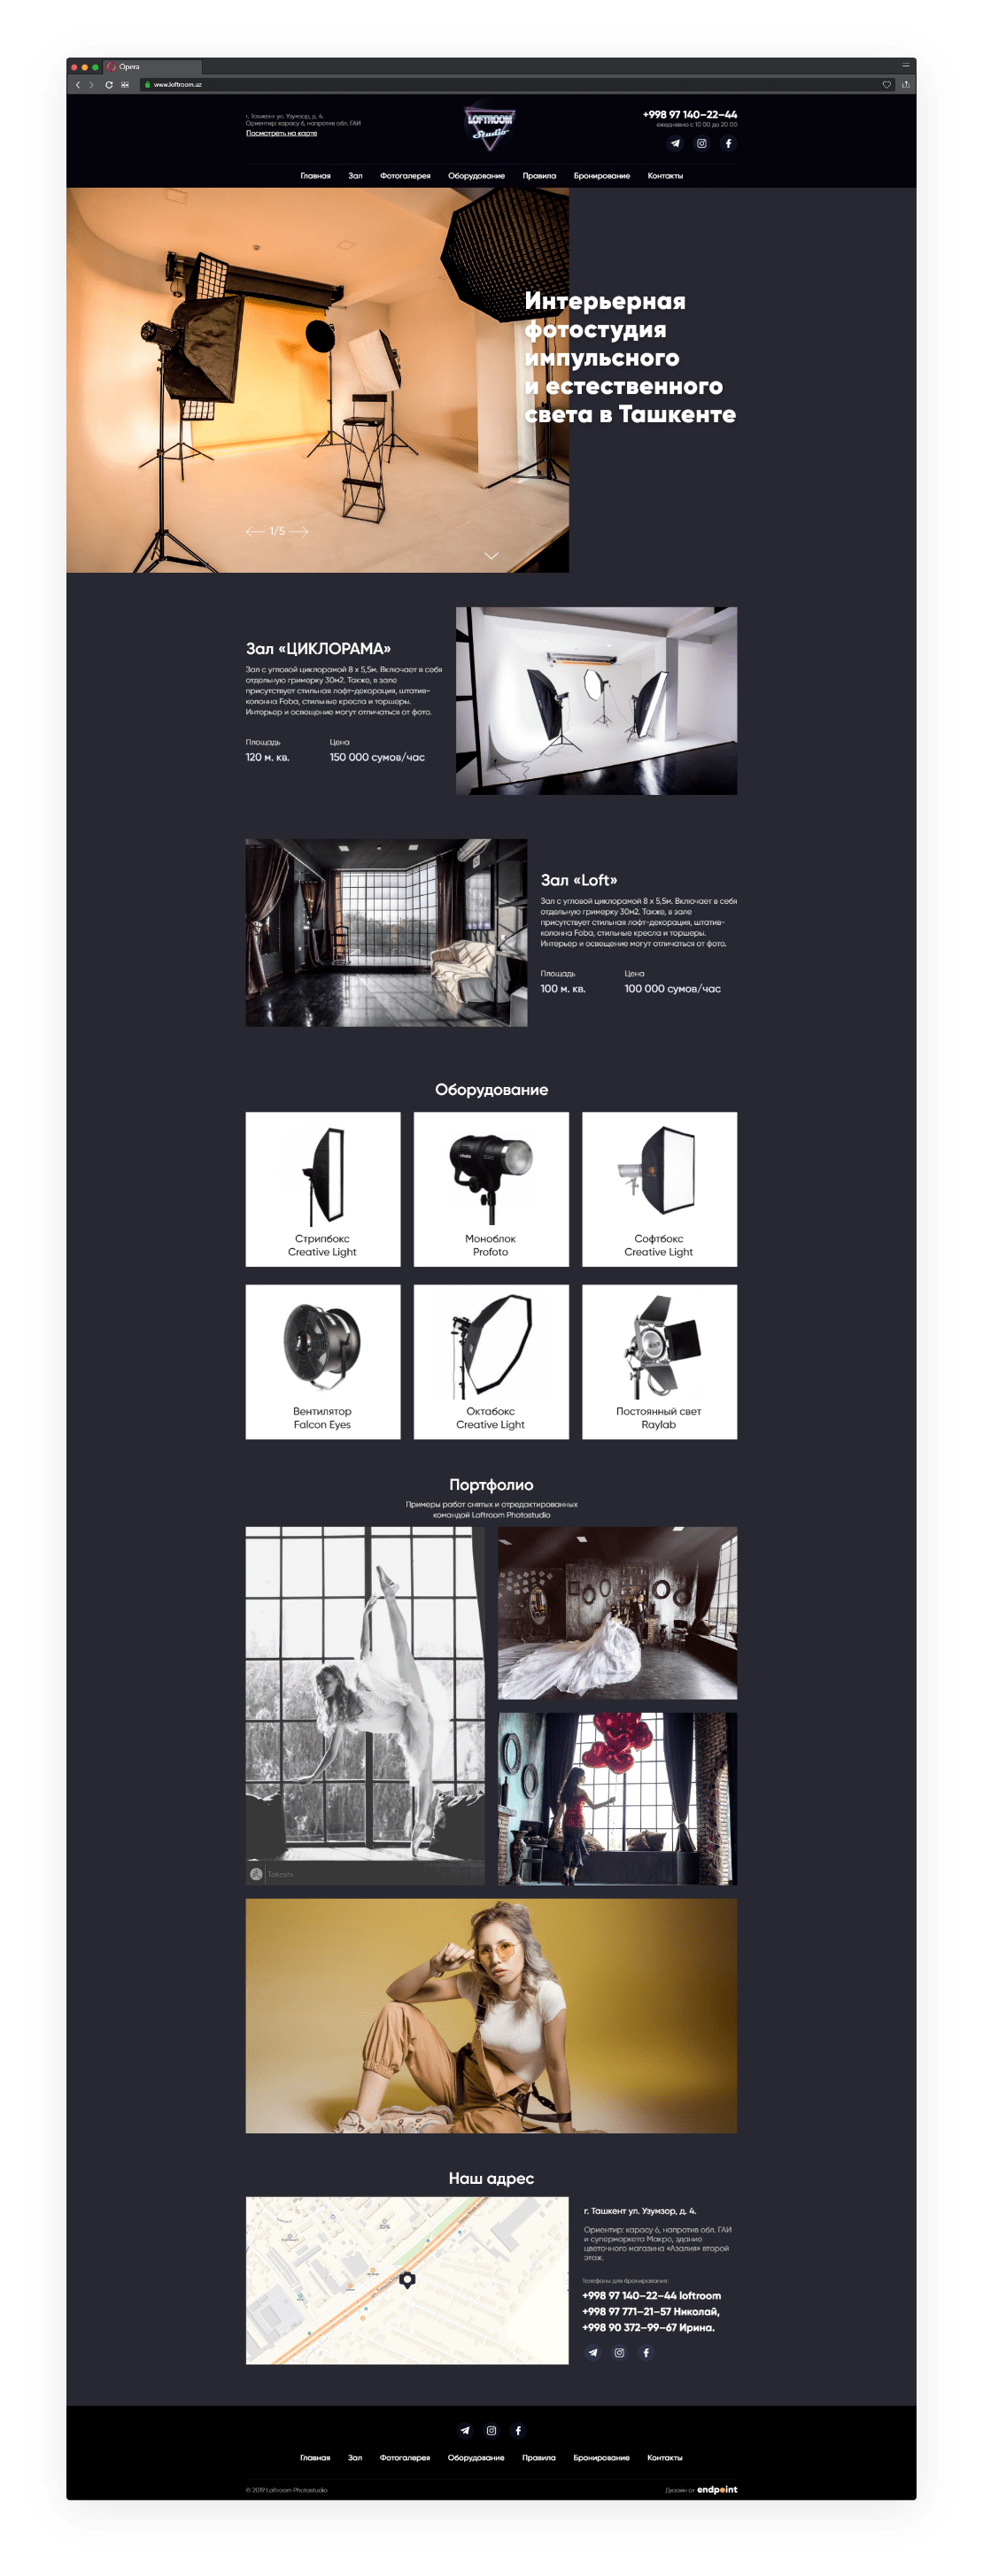 Opera
www.loftroom.uz
г. Ташкент ул. Узумзор, д. 4.
Ориентир: карасу 6, напротив обл. ГАИ
Посмотреть на карте
LOFTROOM
Studio
+998 97 140–22–44
ежедневно с 10 00 до 20 00
Главная Зал Фотогалерея Оборудование Правила Бронирование Контакты
Интерьерная
фотостудия
импульсного
и естественного
света в Ташкенте
1/5
Зал «ЦИКЛОРАМА»
Зал с угловой циклорамой 8 х 5,5м. Включает в себя
отдельную гримерку 30м2. Также, в зале
присутствует стильная лофт-декорация, штатив-
колонна Foba, стильные кресла и торшеры.
Интерьер и освещение могут отличаться от фото.
Площадь Цена
120 м. кв. 150 000 сумов/час
Зал «Loft»
Зал с угловой циклорамой 8 х 5,5м. Включает в себя
отдельную гримерку 30м2. Также, в зале
присутствует стильная лофт-декорация, штатив-
колонна Foba, стильные кресла и торшеры.
Интерьер и освещение могут отличаться от фото.
Площадь Цена
100 м. кв. 100 000 сумов/час
Оборудование
Стрипбокс
Creative Light
Моноблок
Profoto
Софтбокс
Creative Light
Вентилятор
Falcon Eyes
Октабокс
Creative Light
Постоянный свет
Raylab
Портфолио
Примеры работ снятых и отредактированных
командой Loftroom Photostudio
Takeshi
Наш адрес
г. Ташкент ул. Узумзор, д. 4.
Ориентир: карасу 6, напротив обл. ГАИ
и супермаркета Макро, здание
цветочного магазина «Азалия» второй
этаж.
Телефоны для бронирования:
+998 97 140–22–44 loftroom
+998 97 771–21–57 Николай,
+998 90 372–99–67 Ирина.
Главная Зал Фотогалерея Оборудование Правила Бронирование Контакты
© 2019 Loftroom Photostudio
Дизайн от endpoint